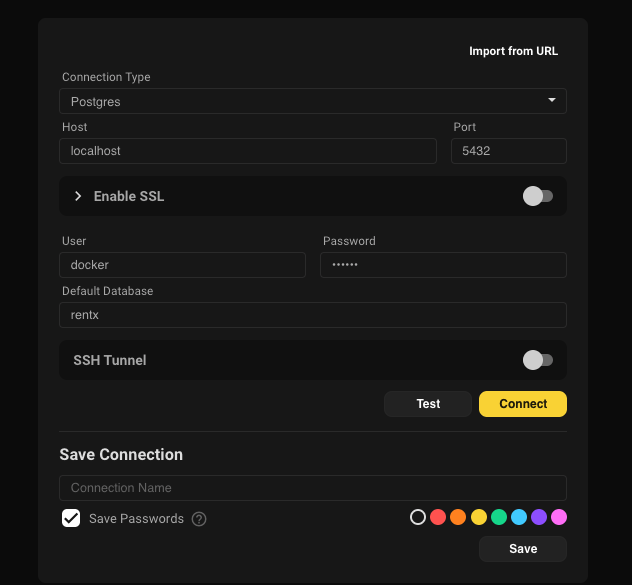 Import from URL
Connection Type
Postgres
Host Port
localhost 5432
Enable SSL
User Password
docker ••••••
Default Database
rentx
SSH Tunnel
Test Connect
Save Connection
Connection Name
Save Passwords ?
Save